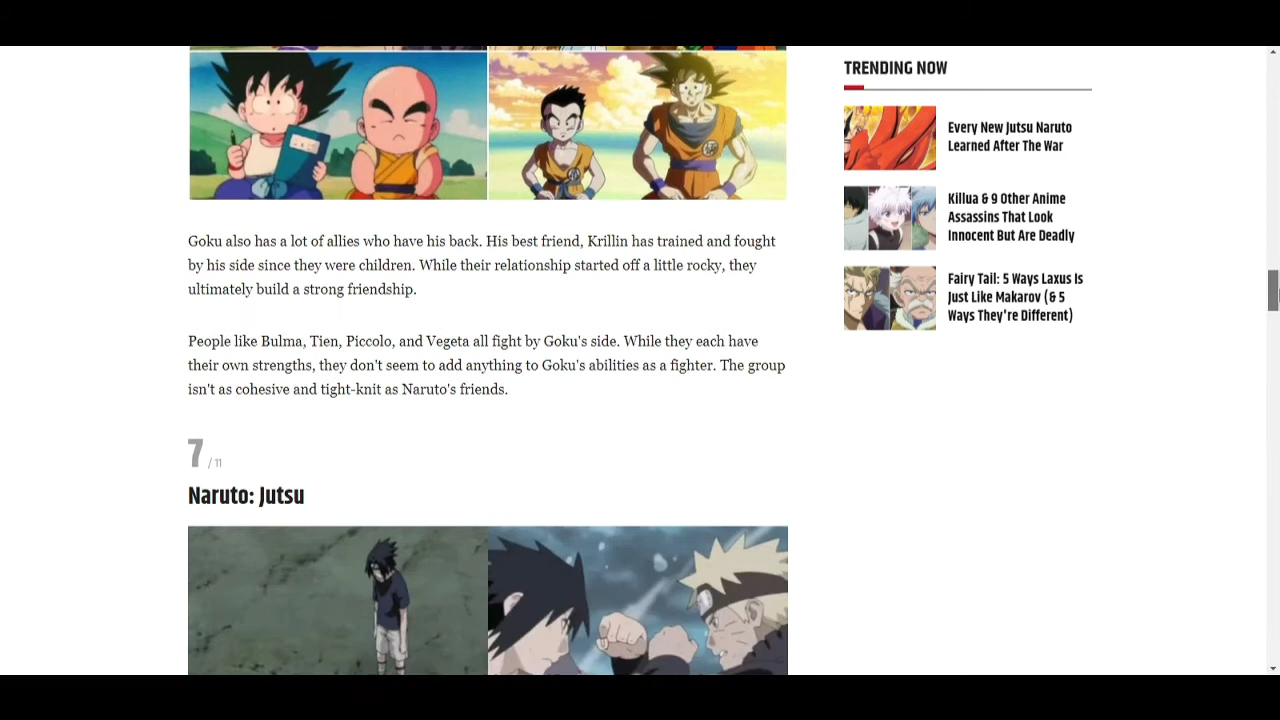 Goku also has a lot of allies who have his back. His best friend, Krillin has trained and fought
by his side since they were children. While their relationship started off a little rocky, they
ultimately build a strong friendship.
People like Bulma, Tien, Piccolo, and Vegeta all fight by Goku's side. While they each have
their own strengths, they don't seem to add anything to Goku's abilities as a fighter. The group
isn't as cohesive and tight-knit as Naruto's friends.
7 / 11
Naruto: Jutsu
TRENDING NOW
Every New Jutsu Naruto
Learned After The War
Killua & 9 Other Anime
Assassins That Look
Innocent But Are Deadly
Fairy Tail: 5 Ways Laxus Is
Just Like Makarov (& 5
Ways They're Different)